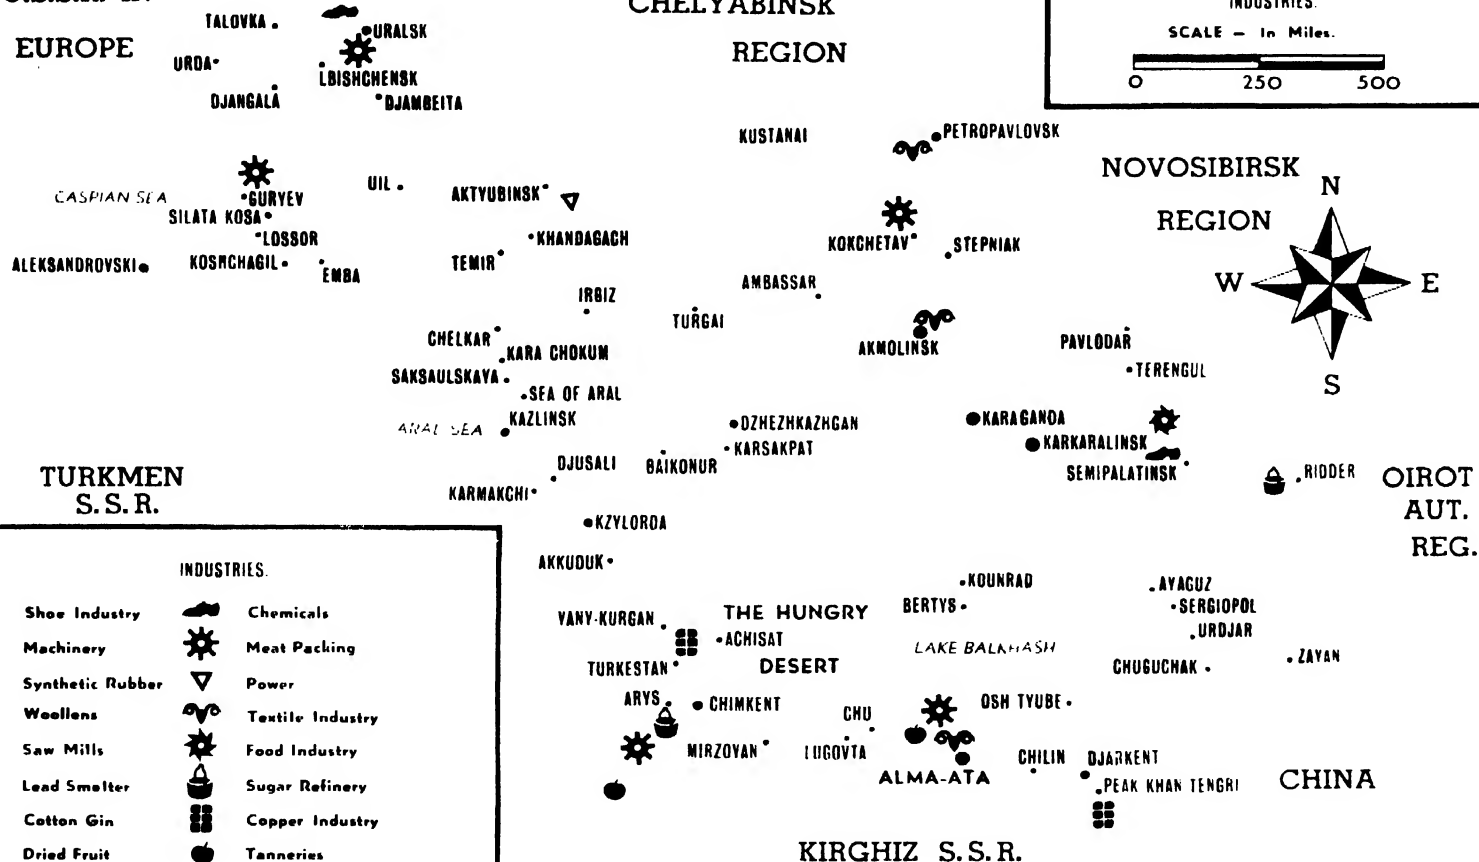 CHELYABINSK
REGION
EUROPE
TALOVKA
URALSK
URDA
LBISHCHENSK
DJANGALA
DJAMBEITA
INDUSTRIES.
SCALE — In Miles.
0 250 500
KUSTANAI
PETROPAVLOVSK
NOVOSIBIRSK
REGION
N
W E
S
CASPIAN SEA
GURYEV
UIL
AKTYUBINSK
SILATA KOSA
LOSSOR
KHANDAGACH
KOKCHETAV
STEPNIAK
ALEKSANDROVSKI
KOSHCHAGIL
EMBA
TEMIR
IRGIZ
AMBASSAR
TURGAI
CHELKAR
KARA CHOKUM
AKMOLINSK
PAVLODAR
SAKSAULSKAYA
TERENGUL
SEA OF ARAL
ARAL SEA
KAZLINSK
DZHEZHKAZHGAN
KARAGANDA
KARSAKPAT
KARKARALINSK
DJUSALI
BAIKONUR
SEMIPALATINSK
RIDDER
OIROT
AUT.
REG.
TURKMEN
S.S.R.
KARMAKCHI
KZYLORDA
AKKUDUK
KOUNRAD
AYAGUZ
BERTYS
SERGIOPOL
VANY-KURGAN
THE HUNGRY
DESERT
ACHISAT
URDJAR
LAKE BALKHASH
TURKESTAN
CHUGUCHAK
ZAYAN
ARYS
CHIMKENT
CHU
OSH TYUBE
MIRZOYAN
LUGOVTA
CHILIN
DJARKENT
ALMA-ATA
PEAK KHAN TENGRI
CHINA
KIRGHIZ S.S.R.
INDUSTRIES.
Shoe Industry Chemicals
Machinery Meat Packing
Synthetic Rubber Power
Woollens Textile Industry
Saw Mills Food Industry
Lead Smelter Sugar Refinery
Cotton Gin Copper Industry
Dried Fruit Tanneries